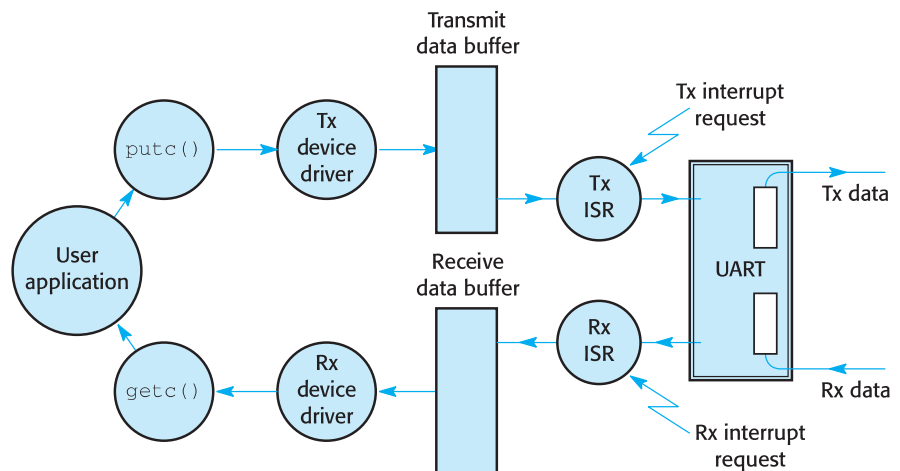 Transmit
data buffer
Tx interrupt
request
putc()
Tx
device
driver
Tx
ISR
Tx data
User
application
Receive
data buffer
UART
Rx
ISR
getc()
Rx
device
driver
Rx data
Rx interrupt
request